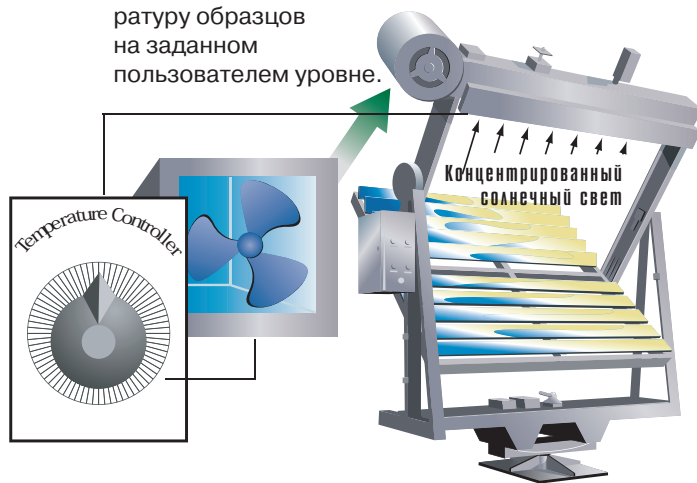 ратуру образцов
на заданном
пользователем уровне.
Концентрированный
солнечный свет
Temperature Controller